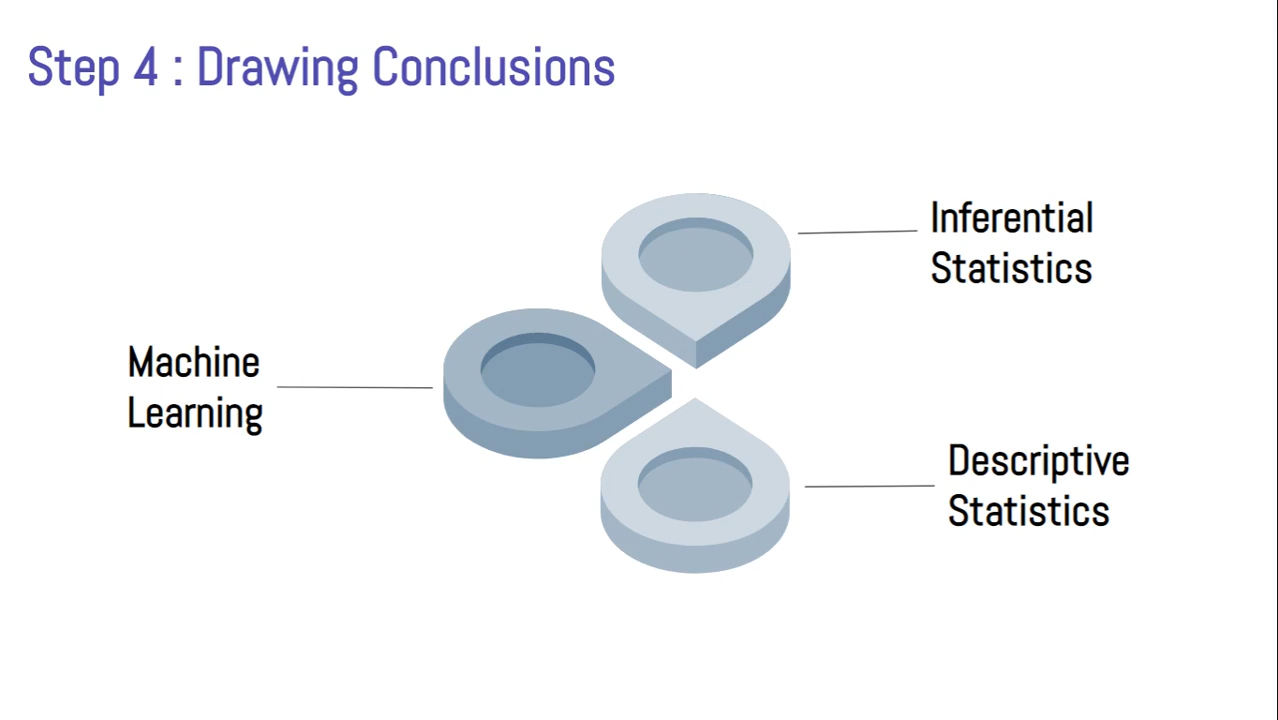 Step 4 : Drawing Conclusions
Inferential
Statistics
Machine
Learning
Descriptive
Statistics